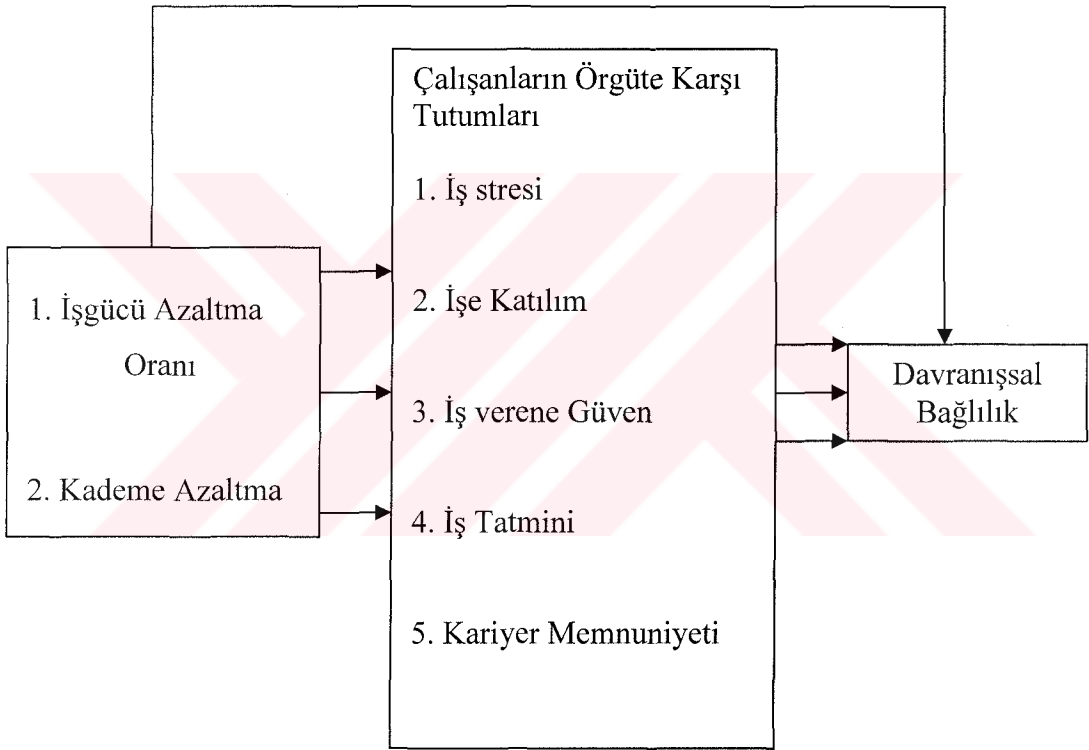 Çalışanların Örgüte Karşı
Tutumları
1. İş stresi
2. İşe Katılım
3. İş verene Güven
4. İş Tatmini
5. Kariyer Memnuniyeti
1. İşgücü Azaltma
Oranı
2. Kademe Azaltma
Davranışsal
Bağlılık